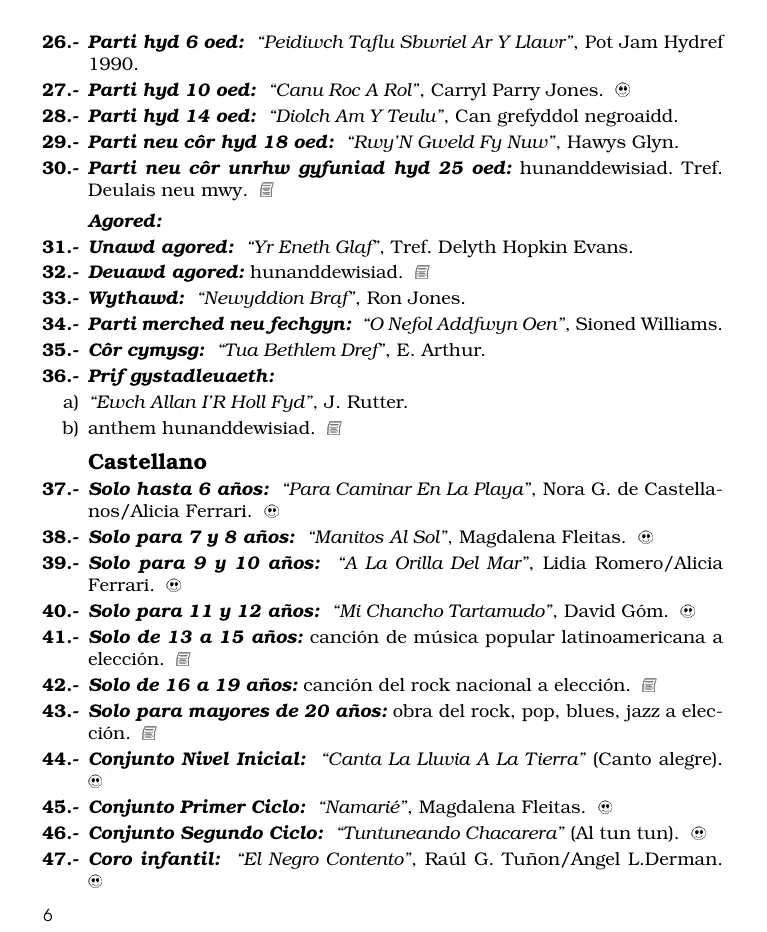 26.- Parti hyd 6 oed: “Peidiwch Taflu Sbwriel Ar Y Llawr”, Pot Jam Hydref
1990.
27.- Parti hyd 10 oed: “Canu Roc A Rol”, Carryl Parry Jones.
28.- Parti hyd 14 oed: “Diolch Am Y Teulu”, Can grefyddol negroaidd.
29.- Parti neu côr hyd 18 oed: “Rwy’N Gweld Fy Nuw”, Hawys Glyn.
30.- Parti neu côr unrhw gyfuniad hyd 25 oed: hunanddewisiad. Tref.
Deulais neu mwy.
Agored:
31.- Unawd agored: “Yr Eneth Glaf”, Tref. Delyth Hopkin Evans.
32.- Deuawd agored: hunanddewisiad.
33.- Wythawd: “Newyddion Braf”, Ron Jones.
34.- Parti merched neu fechgyn: “O Nefol Addfwyn Oen”, Sioned Williams.
35.- Côr cymysg: “Tua Bethlem Dref”, E. Arthur.
36.- Prif gystadleuaeth:
a) “Ewch Allan I’R Holl Fyd”, J. Rutter.
b) anthem hunanddewisiad.
Castellano
37.- Solo hasta 6 años: “Para Caminar En La Playa”, Nora G. de Castella-
nos/Alicia Ferrari.
38.- Solo para 7 y 8 años: “Manitos Al Sol”, Magdalena Fleitas.
39.- Solo para 9 y 10 años: “A La Orilla Del Mar”, Lidia Romero/Alicia
Ferrari.
40.- Solo para 11 y 12 años: “Mi Chancho Tartamudo”, David Góm.
41.- Solo de 13 a 15 años: canción de música popular latinoamericana a
elección.
42.- Solo de 16 a 19 años: canción del rock nacional a elección.
43.- Solo para mayores de 20 años: obra del rock, pop, blues, jazz a elec-
ción.
44.- Conjunto Nivel Inicial: “Canta La Lluvia A La Tierra” (Canto alegre).
45.- Conjunto Primer Ciclo: “Namarié”, Magdalena Fleitas.
46.- Conjunto Segundo Ciclo: “Tuntuneando Chacarera” (Al tun tun).
47.- Coro infantil: “El Negro Contento”, Raúl G. Tuñon/Angel L.Derman.
6